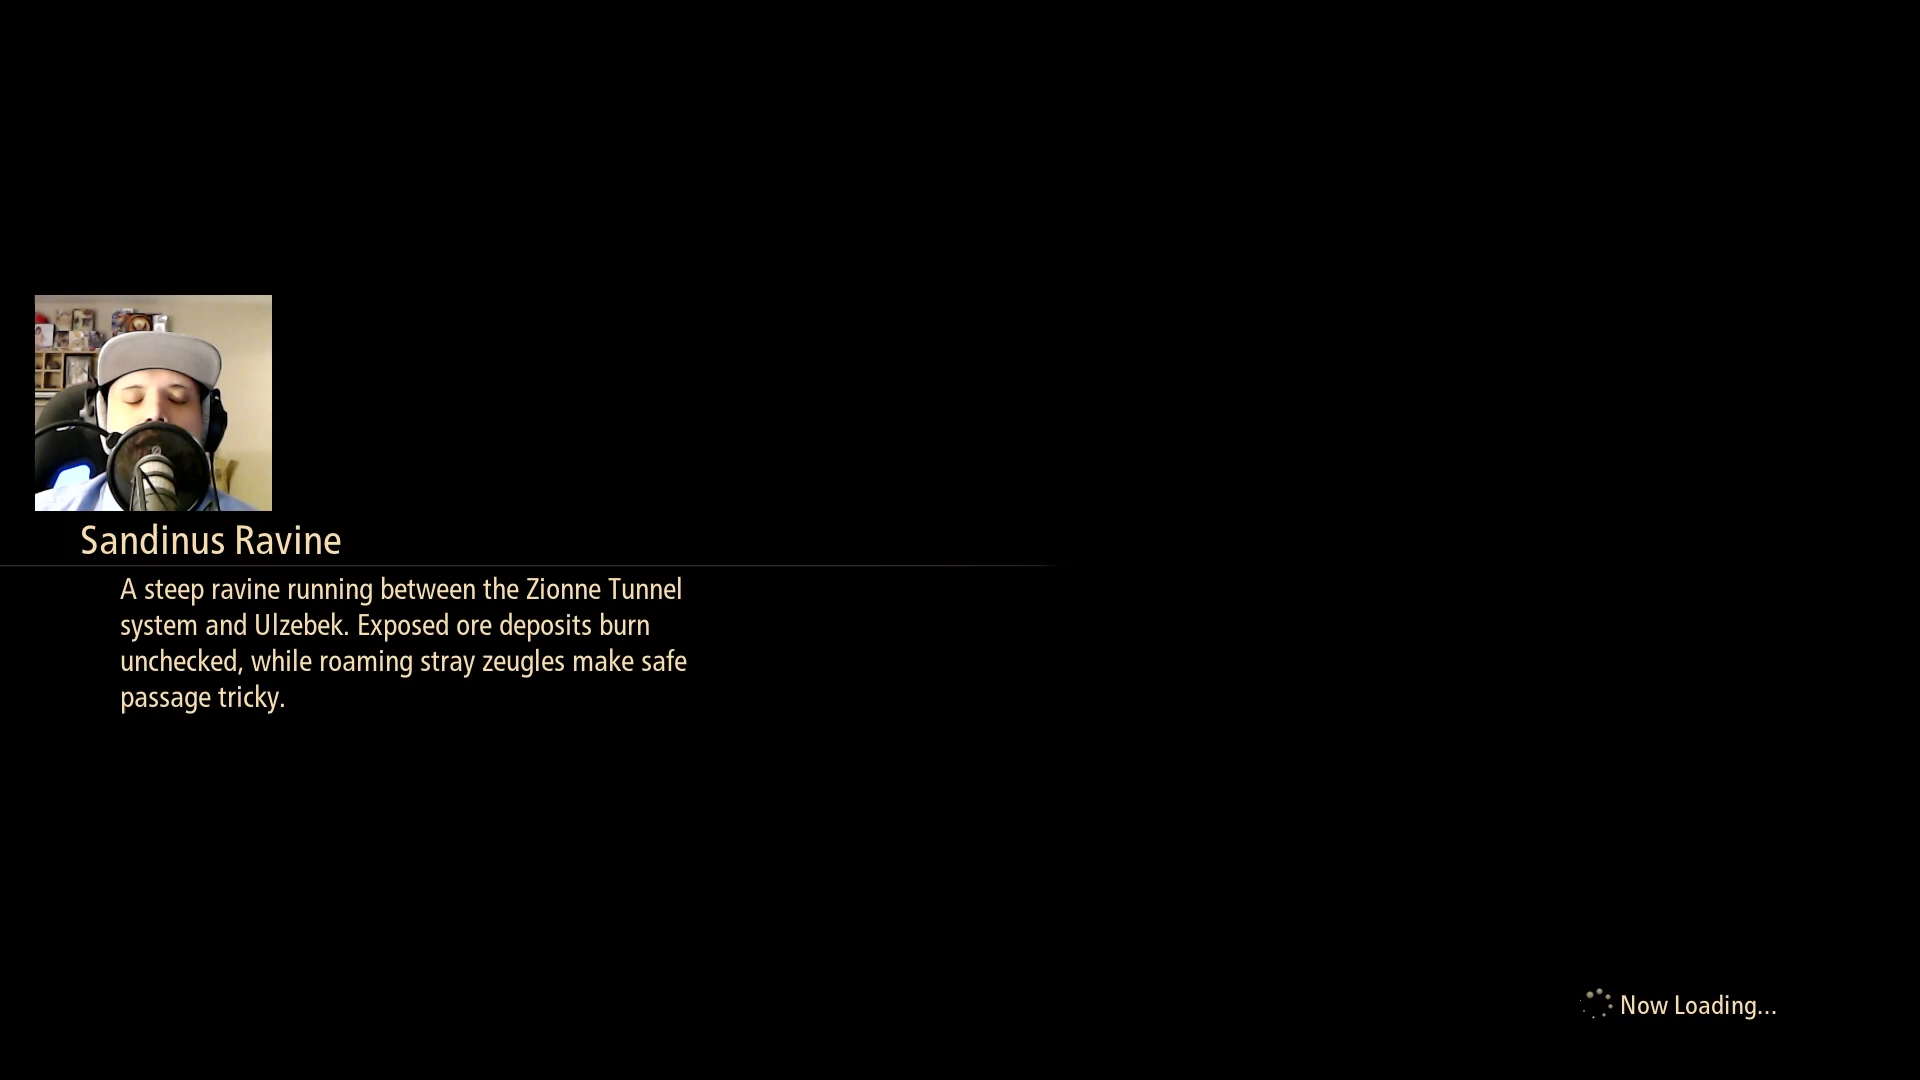 Sandinus Ravine
A steep ravine running between the Zionne Tunnel
system and Ulzebek. Exposed ore deposits burn
unchecked, while roaming stray zeugles make safe
passage tricky.
Now Loading...